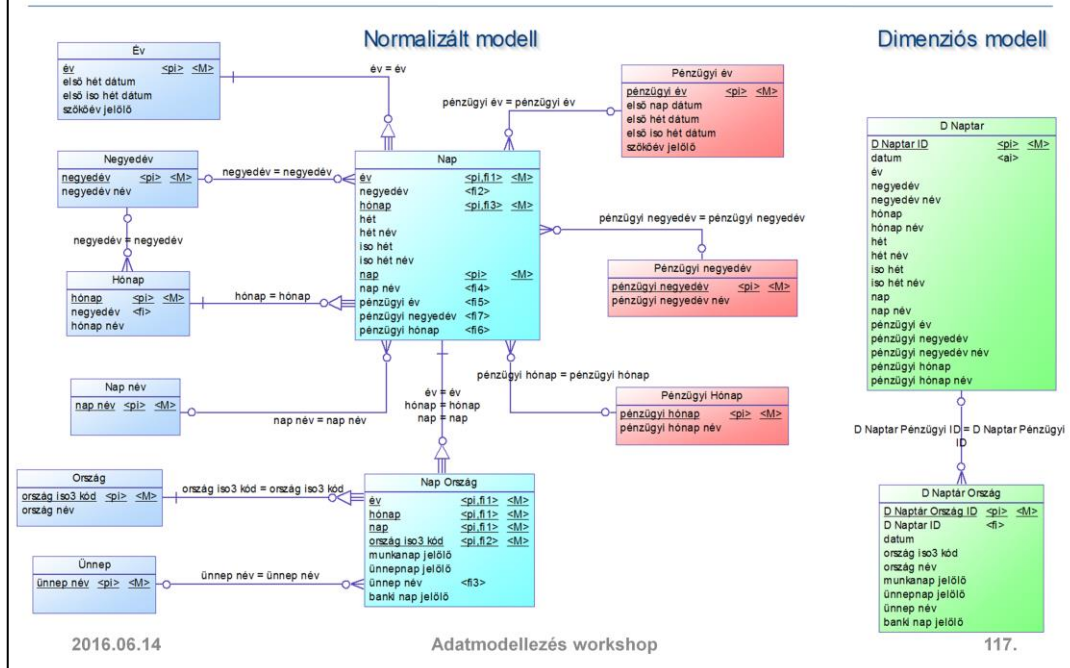 Normalizált modell
Dimenziós modell
Év
év <pi> <M>
első hét dátum
első iso hét dátum
szökőév jelölő
év = év
Pénzügyi év
pénzügyi év <pi> <M>
első nap dátum
első hét dátum
első iso hét dátum
szökőév jelölő
pénzügyi év = pénzügyi év
Negyedév
negyedév <pi> <M>
negyedév név
negyedév = negyedév
negyedév = negyedév
Hónap
hónap <pi> <M>
negyedév <fi>
hónap név
hónap = hónap
Nap
év <pi,fi1> <M>
negyedév <fi2>
hónap <pi,fi3> <M>
hét
hét név
iso hét
iso hét név
nap <pi> <M>
nap név <fi4>
pénzügyi év <fi5>
pénzügyi negyedév <fi7>
pénzügyi hónap <fi6>
pénzügyi negyedév = pénzügyi negyedév
Pénzügyi negyedév
pénzügyi negyedév <pi> <M>
pénzügyi negyedév név
pénzügyi hónap = pénzügyi hónap
Pénzügyi Hónap
pénzügyi hónap <pi> <M>
pénzügyi hónap név
Nap név
nap név <pi> <M>
nap név = nap név
év = év
hónap = hónap
nap = nap
Ország
ország iso3 kód <pi> <M>
ország név
ország iso3 kód = ország iso3 kód
Ünnep
ünnep név <pi> <M>
ünnep név = ünnep név
Nap Ország
év <pi,fi1> <M>
hónap <pi,fi1> <M>
nap <pi,fi1> <M>
ország iso3 kód <pi,fi2> <M>
munkanap jelölő
ünnepnap jelölő
ünnep név <fi3>
banki nap jelölő
D Naptar
D Naptar ID <pi> <M>
datum <ai>
év
negyedév
negyedév név
hónap
hónap név
hét
hét név
iso hét
iso hét név
nap
nap név
pénzügyi év
pénzügyi negyedév
pénzügyi negyedév név
pénzügyi hónap
pénzügyi hónap név
D Naptar Pénzügyi ID = D Naptar Pénzügyi
ID
D Naptár Ország
D Naptár Ország ID <pi> <M>
D Naptar ID <fi>
datum
ország iso3 kód
ország név
munkanap jelölő
ünnepnap jelölő
ünnep név
banki nap jelölő
2016.06.14
Adatmodellezés workshop
117.